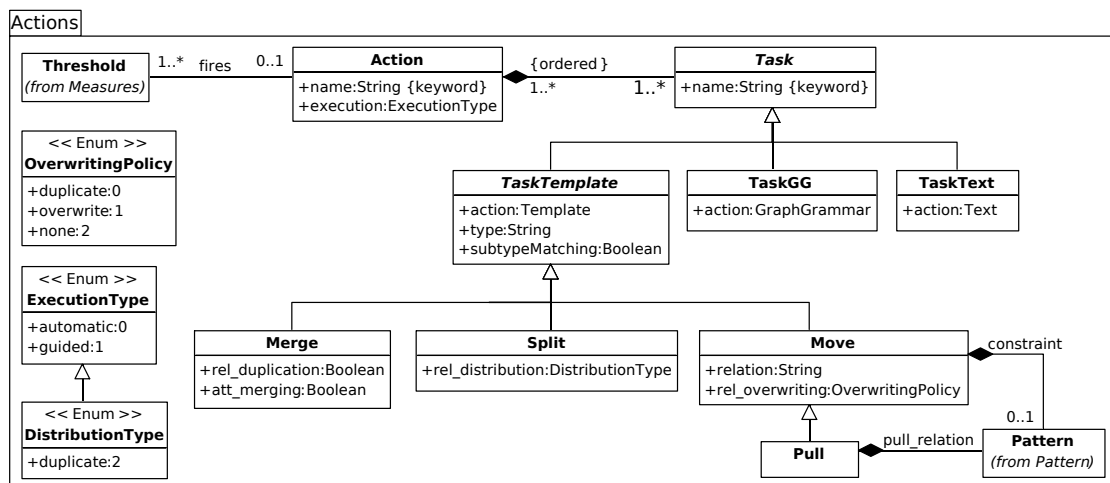 Actions
Threshold
(from Measures)
1..*
fires
0..1
Action
+name:String {keyword}
+execution:ExecutionType
{ordered}
1..*
1..*
Task
+name:String {keyword}
<< Enum >>
OverwritingPolicy
+duplicate:0
+overwrite:1
+none:2
TaskTemplate
+action:Template
+type:String
+subtypeMatching:Boolean
TaskGG
+action:GraphGrammar
TaskText
+action:Text
<< Enum >>
ExecutionType
+automatic:0
+guided:1
Merge
+rel_duplication:Boolean
+att_merging:Boolean
Split
+rel_distribution:DistributionType
Move
+relation:String
+rel_overwriting:OverwritingPolicy
constraint
0..1
<< Enum >>
DistributionType
+duplicate:2
Pull
pull_relation
Pattern
(from Pattern)